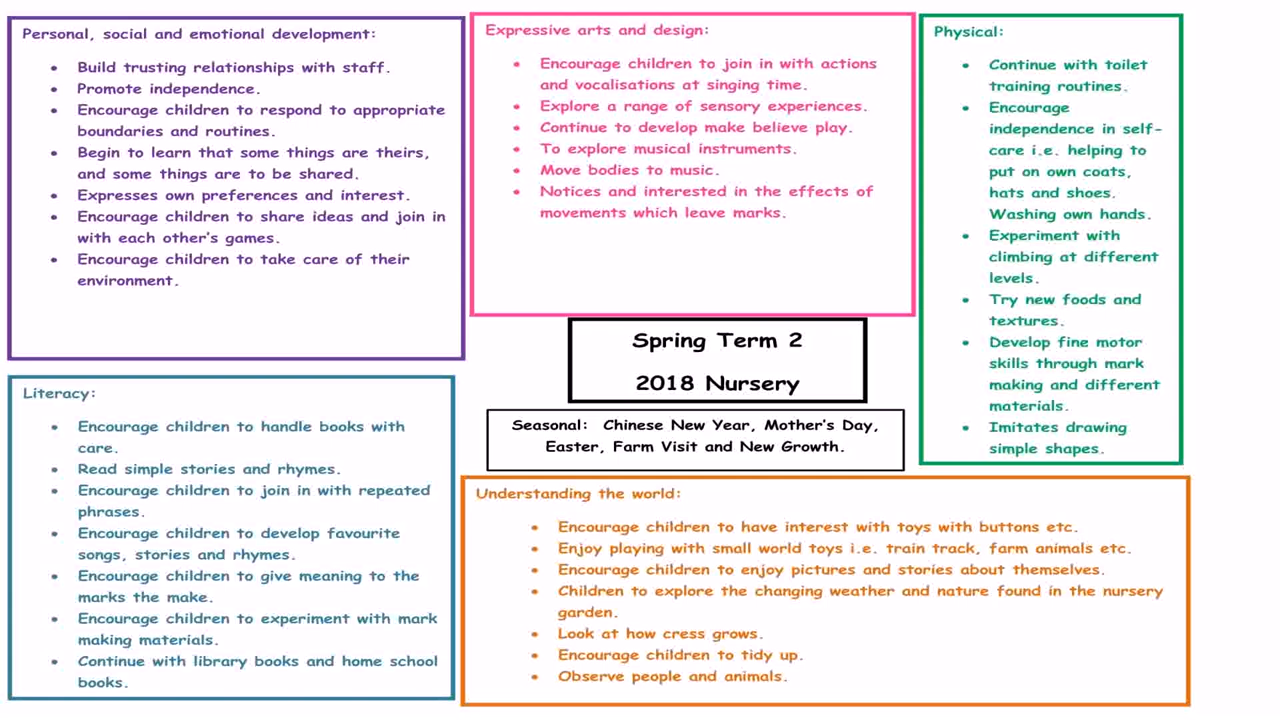 Personal, social and emotional development:
• Build trusting relationships with staff.
• Promote independence.
• Encourage children to respond to appropriate
boundaries and routines.
• Begin to learn that some things are theirs,
and some things are to be shared.
• Expresses own preferences and interest.
• Encourage children to share ideas and join in
with each other's games.
• Encourage children to take care of their
environment.
Expressive arts and design:
• Encourage children to join in with actions
and vocalisations at singing time.
• Explore a range of sensory experiences.
• Continue to develop make believe play.
• To explore musical instruments.
• Move bodies to music.
• Notices and interested in the effects of
movements which leave marks.
Physical:
• Continue with toilet
training routines.
• Encourage
independence in self-
care i.e. helping to
put on own coats,
hats and shoes.
Washing own hands.
• Experiment with
climbing at different
levels.
• Try new foods and
textures.
• Develop fine motor
skills through mark
making and different
materials.
• Imitates drawing
simple shapes.
Spring Term 2
2018 Nursery
Seasonal: Chinese New Year, Mother's Day,
Easter, Farm Visit and New Growth.
Literacy:
• Encourage children to handle books with
care.
• Read simple stories and rhymes.
• Encourage children to join in with repeated
phrases.
• Encourage children to develop favourite
songs, stories and rhymes.
• Encourage children to give meaning to the
marks the make.
• Encourage children to experiment with mark
making materials.
• Continue with library books and home school
books.
Understanding the world:
• Encourage children to have interest with toys with buttons etc.
• Enjoy playing with small world toys i.e. train track, farm animals etc.
• Encourage children to enjoy pictures and stories about themselves.
• Children to explore the changing weather and nature found in the nursery
garden.
• Look at how cress grows.
• Encourage children to tidy up.
• Observe people and animals.